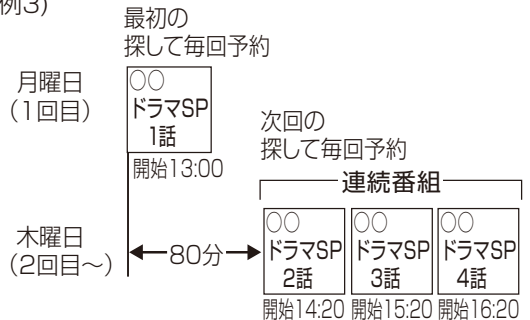 例3)
最初の
探して毎回予約
月曜日
(1回目)
○○
ドラマSP
1話
開始13:00
次回の
探して毎回予約
連続番組
木曜日
(2回目~)
80分
○○
ドラマSP
2話
○○
ドラマSP
3話
○○
ドラマSP
4話
開始14:20 開始15:20 開始16:20